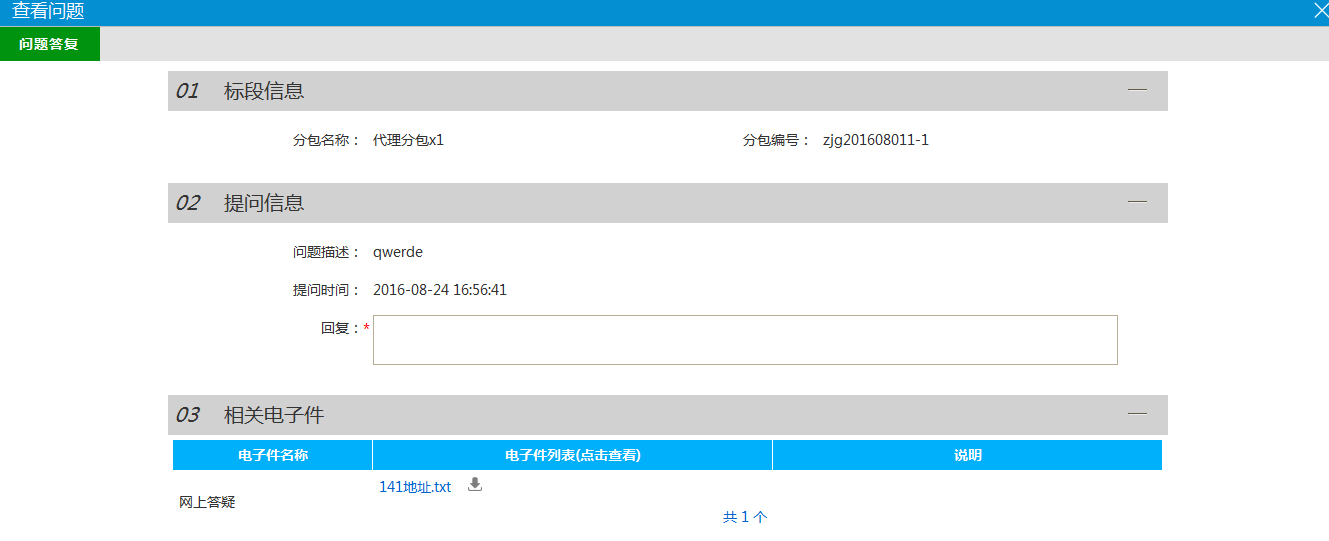 查看问题
问题答复
01 标段信息
分包名称： 代理分包x1 分包编号： zjg201608011-1
02 提问信息
问题描述： qwerde
提问时间： 2016-08-24 16:56:41
回复：*
03 相关电子件
电子件名称 电子件列表(点击查看) 说明
141地址.txt
网上答疑
共 1 个